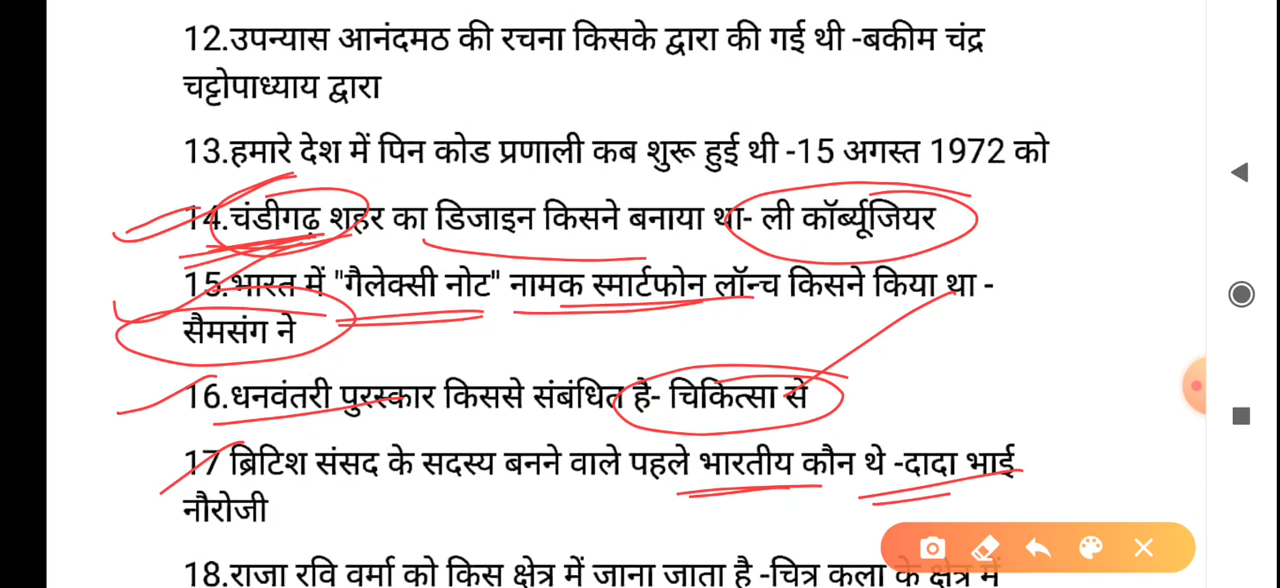 12.उपन्यास आनंदमठ की रचना किसके द्वारा की गई थी -बकीम चंद्र
चट्टोपाध्याय द्वारा
13.हमारे देश में पिन कोड प्रणाली कब शुरू हुई थी -15 अगस्त 1972 को
14.चंडीगढ़ शहर का डिजाइन किसने बनाया था- ली कॉर्ब्यूजियर
15.भारत में "गैलेक्सी नोट" नामक स्मार्टफोन लॉन्च किसने किया था -
सैमसंग ने
16.धनवंतरी पुरस्कार किससे संबंधित है- चिकित्सा से
17 ब्रिटिश संसद के सदस्य बनने वाले पहले भारतीय कौन थे -दादा भाई
नौरोजी
18.राजा रवि वर्मा को किस क्षेत्र में जाना जाता है -चित्र कला के क्षेत्र में